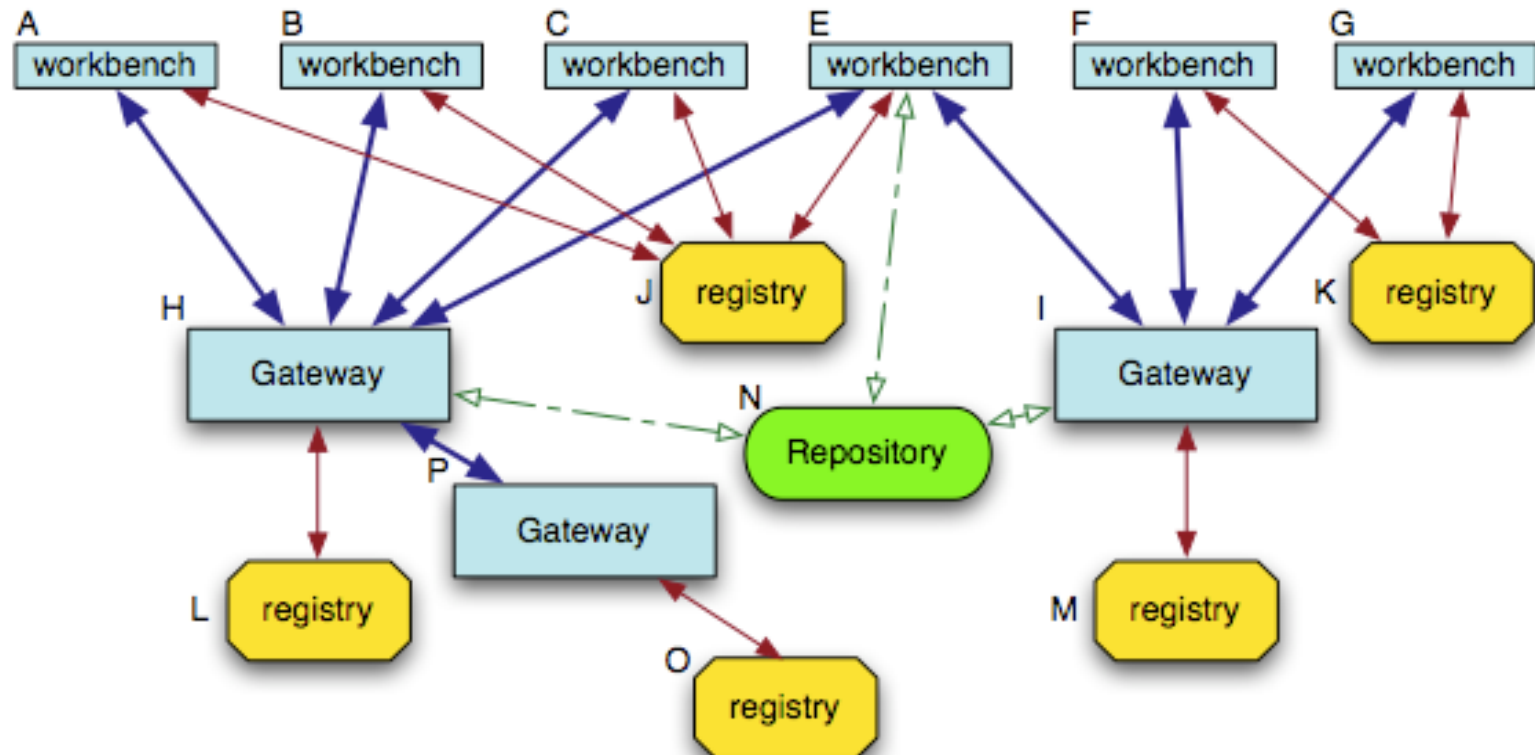 A
B
C
E
F
G
workbench
workbench
workbench
workbench
workbench
workbench
H
J
registry
I
K
registry
Gateway
Gateway
N
Repository
P
Gateway
L
registry
M
registry
O
registry